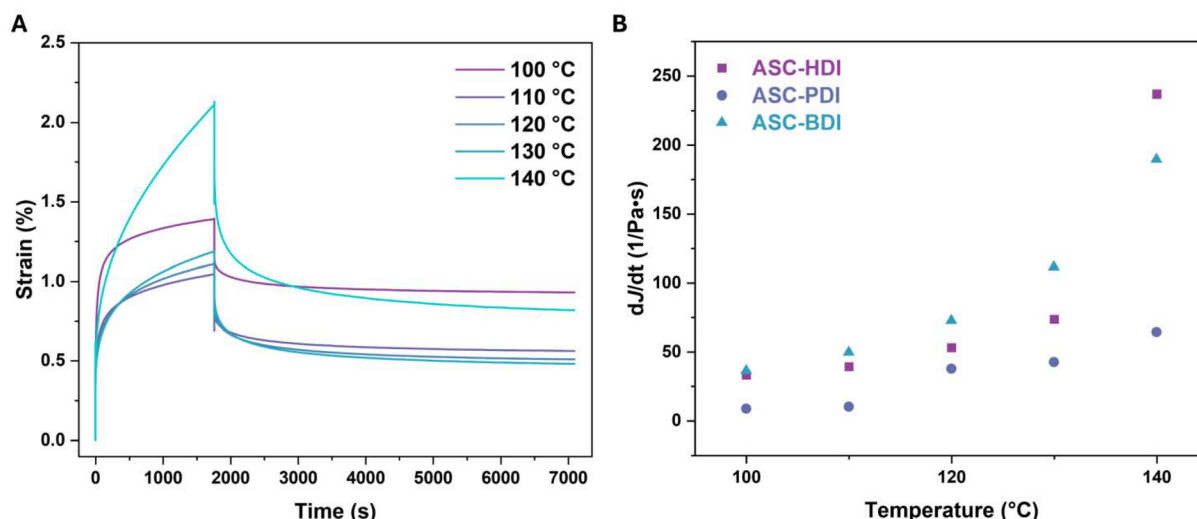 A
Strain (%)
2.5
2.0
1.5
1.0
0.5
0.0
100 °C
110 °C
120 °C
130 °C
140 °C
0 1000 2000 3000 4000 5000 6000 7000
Time (s)
B
dJ/dt (1/Pa•s)
250
200
150
100
50
0
ASC-HDI
ASC-PDI
ASC-BDI
100 120 140
Temperature (°C)